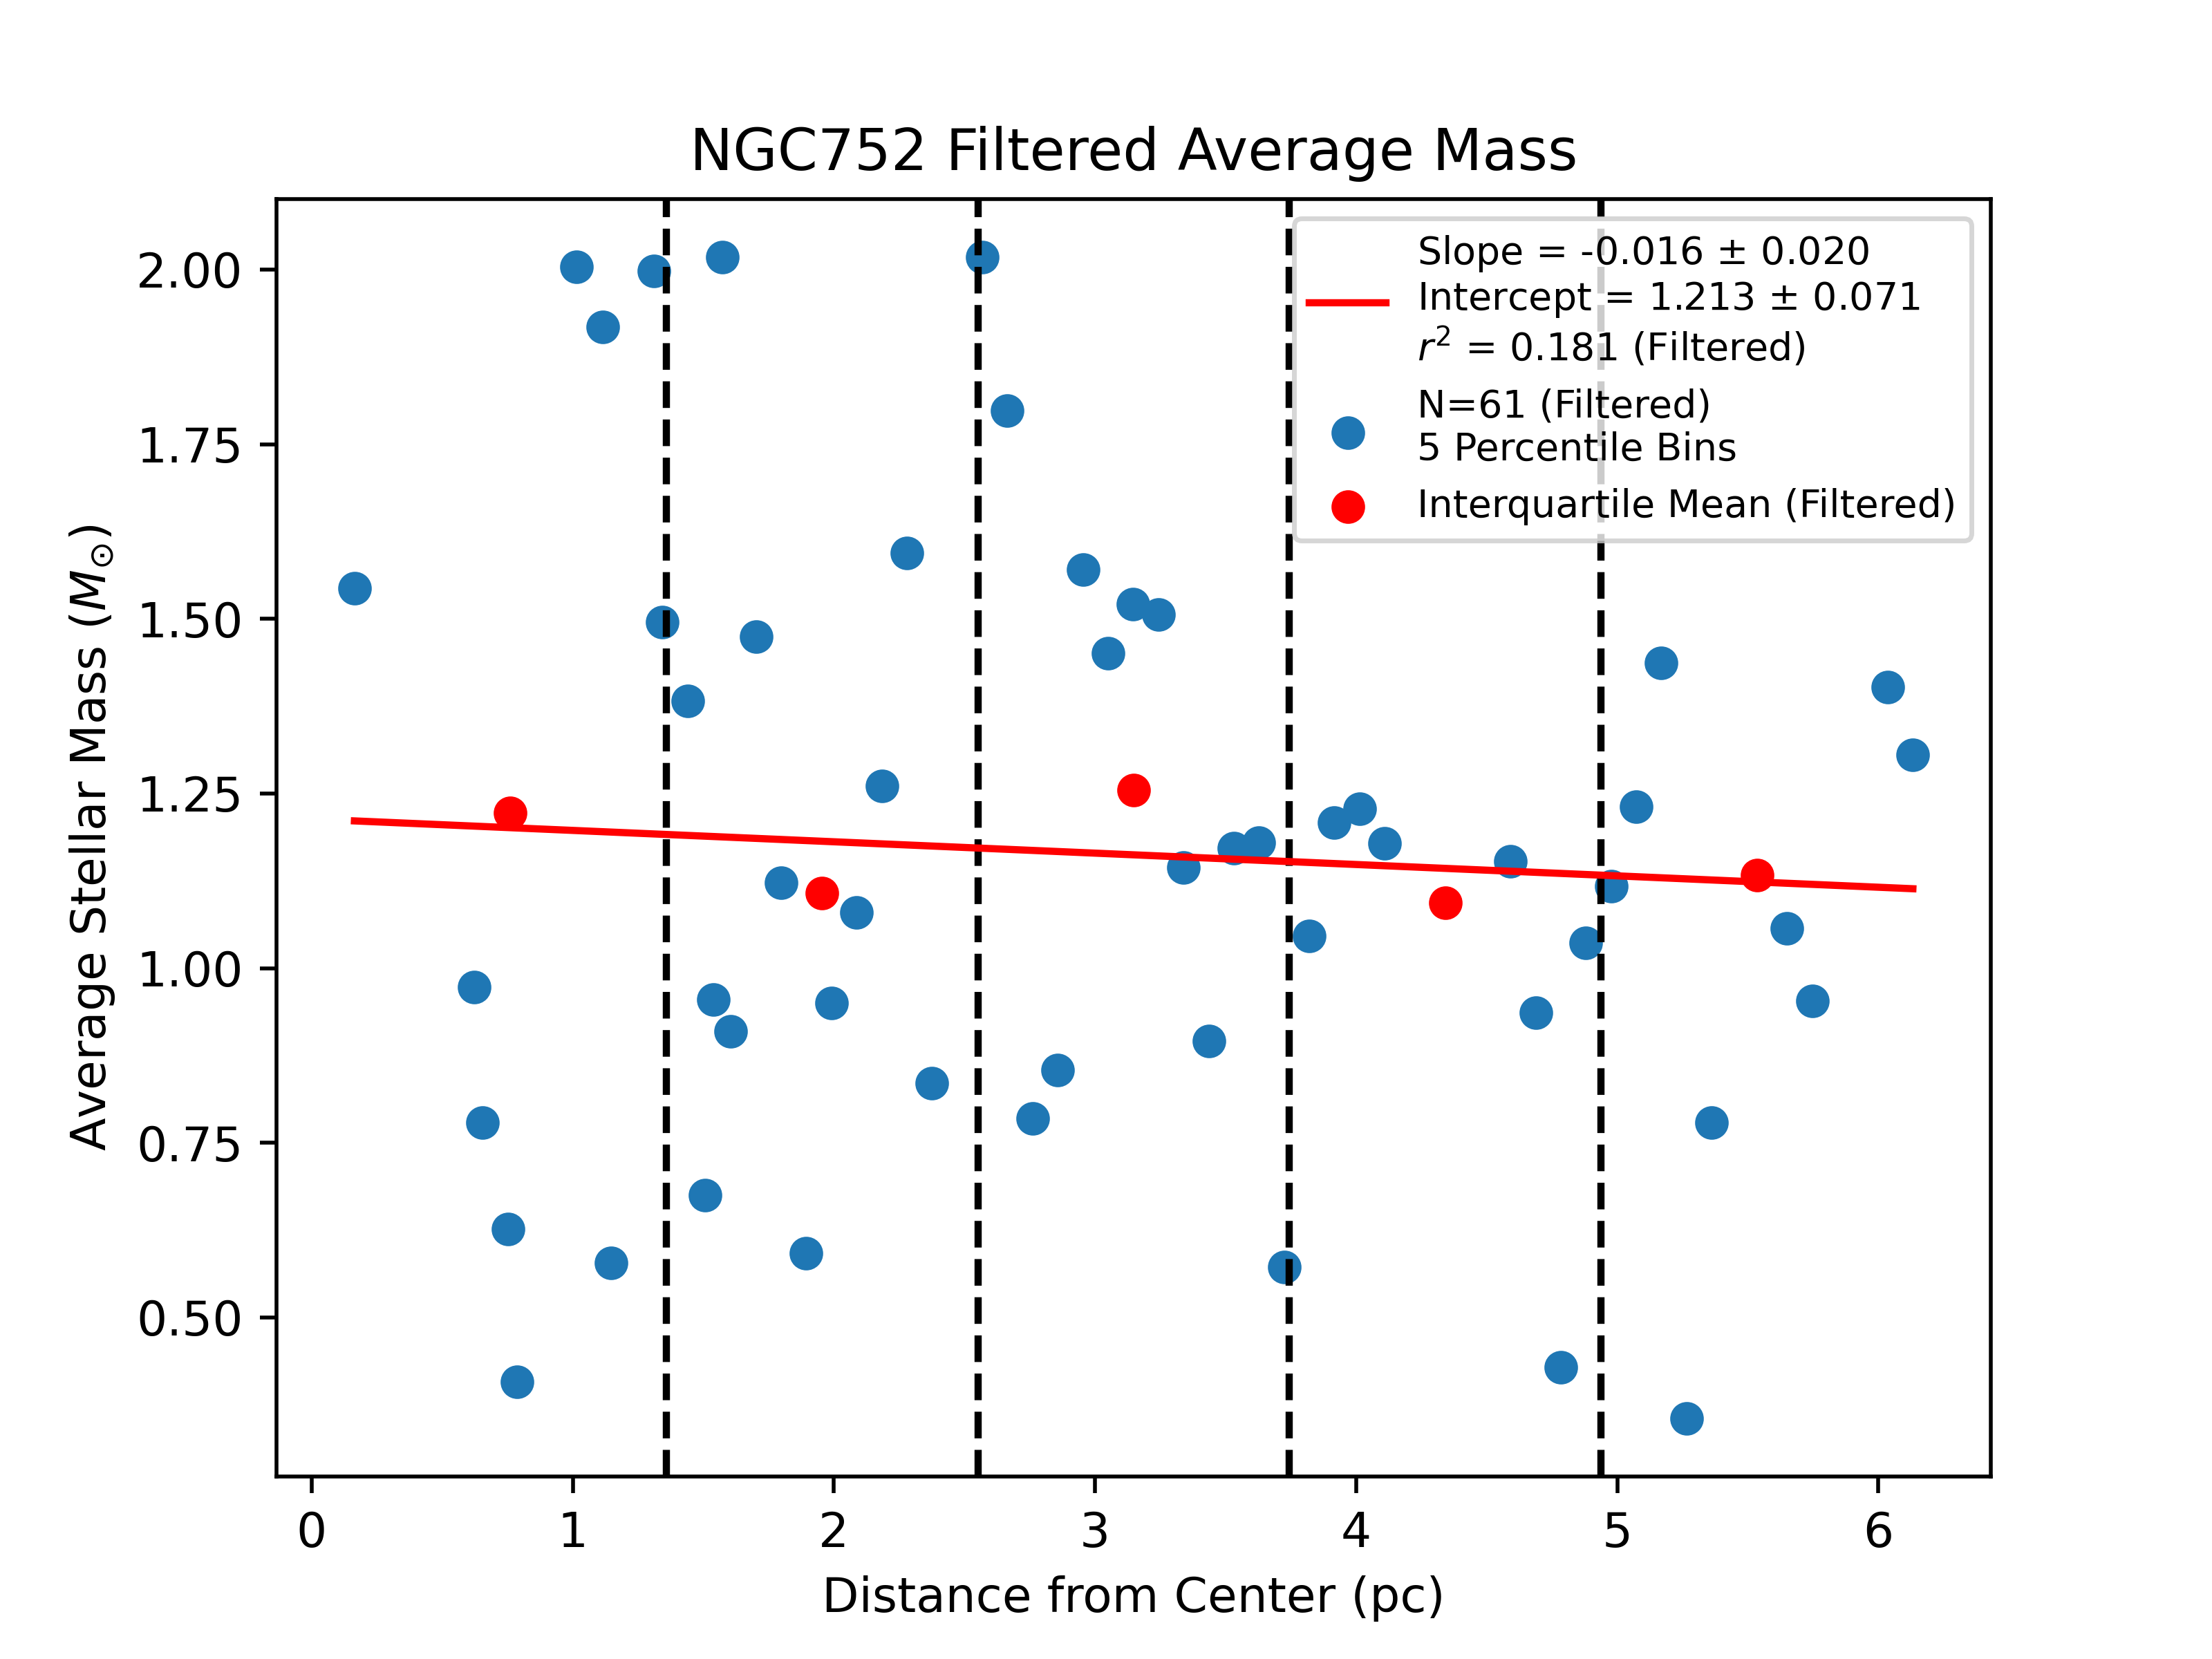 NGC752 Filtered Average Mass
Slope = -0.016 ± 0.020
Intercept = 1.213 ± 0.071
r² = 0.181 (Filtered)
N=61 (Filtered)
5 Percentile Bins
Interquartile Mean (Filtered)
Average Stellar Mass (M☉)
2.00
1.75
1.50
1.25
1.00
0.75
0.50
0 1 2 3 4 5 6
Distance from Center (pc)